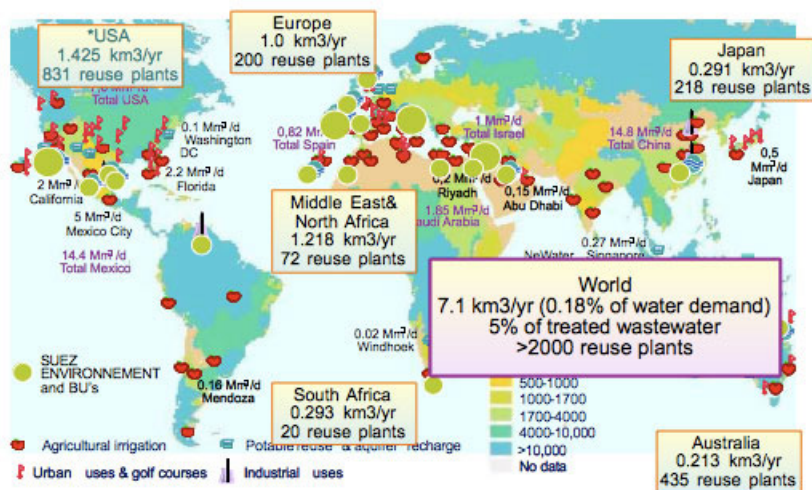 *USA
1.425 km3/yr
831 reuse plants
Total USA
Europe
1.0 km3/yr
200 reuse plants
Japan
0.291 km3/yr
218 reuse plants
0.1 Mm3/d
Washington
DC
2.2 Mm3/d
Florida
2 Mm3/d
California
5 Mm3/d
Mexico City
14.4 Mm3/d
Total Mexico
0,82
Total Spain
1 Mm3/d
Total Israel
14.8 Mm3/d
Total China
0,5
Mm3/d
Japan
0,2
Riyadh
0,15 Mm3/d
Abu Dhabi
1.85 Mm3/d
audi Arabia
Middle East&
North Africa
1.218 km3/yr
72 reuse plants
0.27 Mm3/d
NeWater Singapore
World
7.1 km3/yr (0.18% of water demand)
5% of treated wastewater
>2000 reuse plants
0.02 Mm3/d
Windhoek
SUEZ
ENVIRONNEMENT
and BU's
0.16 Mm3/d
Mendoza
South Africa
0.293 km3/yr
20 reuse plants
500-1000
1000-1700
1700-4000
4000-10,000
>10,000
No data
Australia
0.213 km3/yr
435 reuse plants
Agricultural irrigation
Potable reuse & aquifer recharge
Urban uses & golf courses
Industrial uses